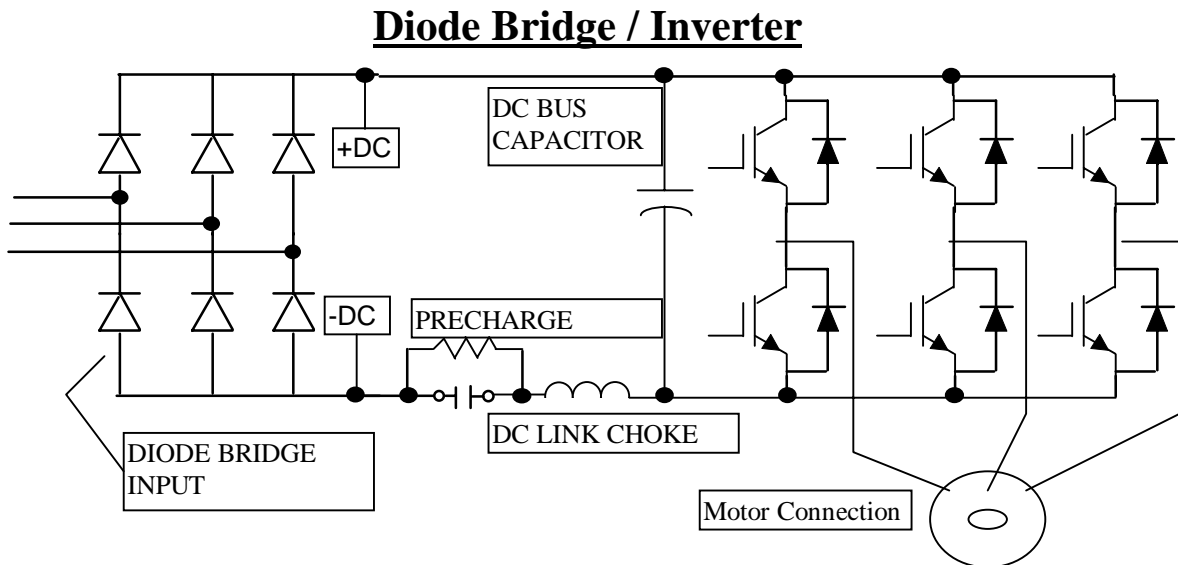 Diode Bridge / Inverter
DC BUS
CAPACITOR
+DC
-DC
PRECHARGE
DC LINK CHOKE
DIODE BRIDGE
INPUT
Motor Connection